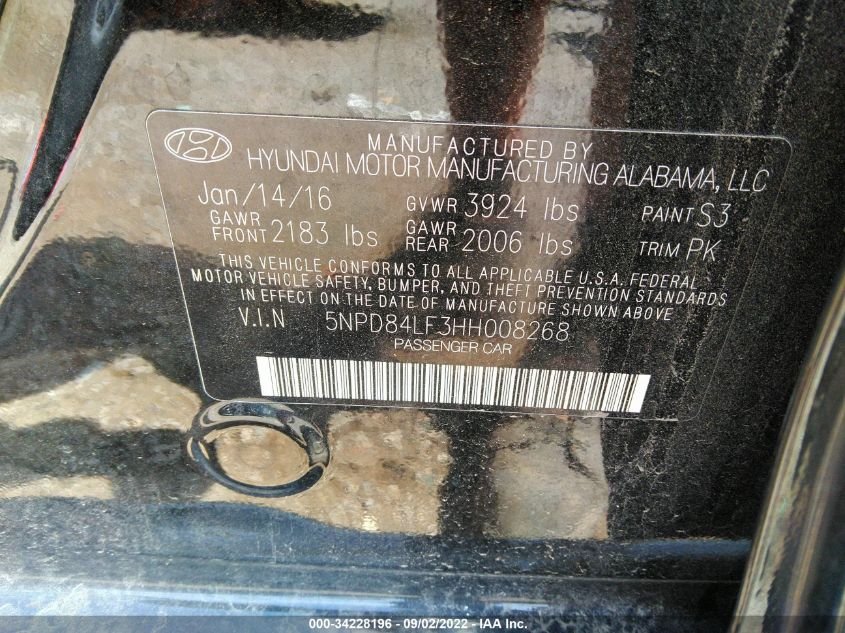 MANUFACTURED BY
HYUNDAI MOTOR MANUFACTURING ALABAMA, LLC
Jan/14/16 GVWR 3924 lbs PAINT S3
GAWR FRONT 2183 lbs GAWR REAR 2006 lbs TRIM PK
THIS VEHICLE CONFORMS TO ALL APPLICABLE U.S.A. FEDERAL
MOTOR VEHICLE SAFETY, BUMPER, AND THEFT PREVENTION STANDARDS
IN EFFECT ON THE DATE OF MANUFACTURE SHOWN ABOVE
V.I.N 5NPD84LF3HH008268
PASSENGER CAR
000-34228196 - 09/02/2022 - IAA Inc.